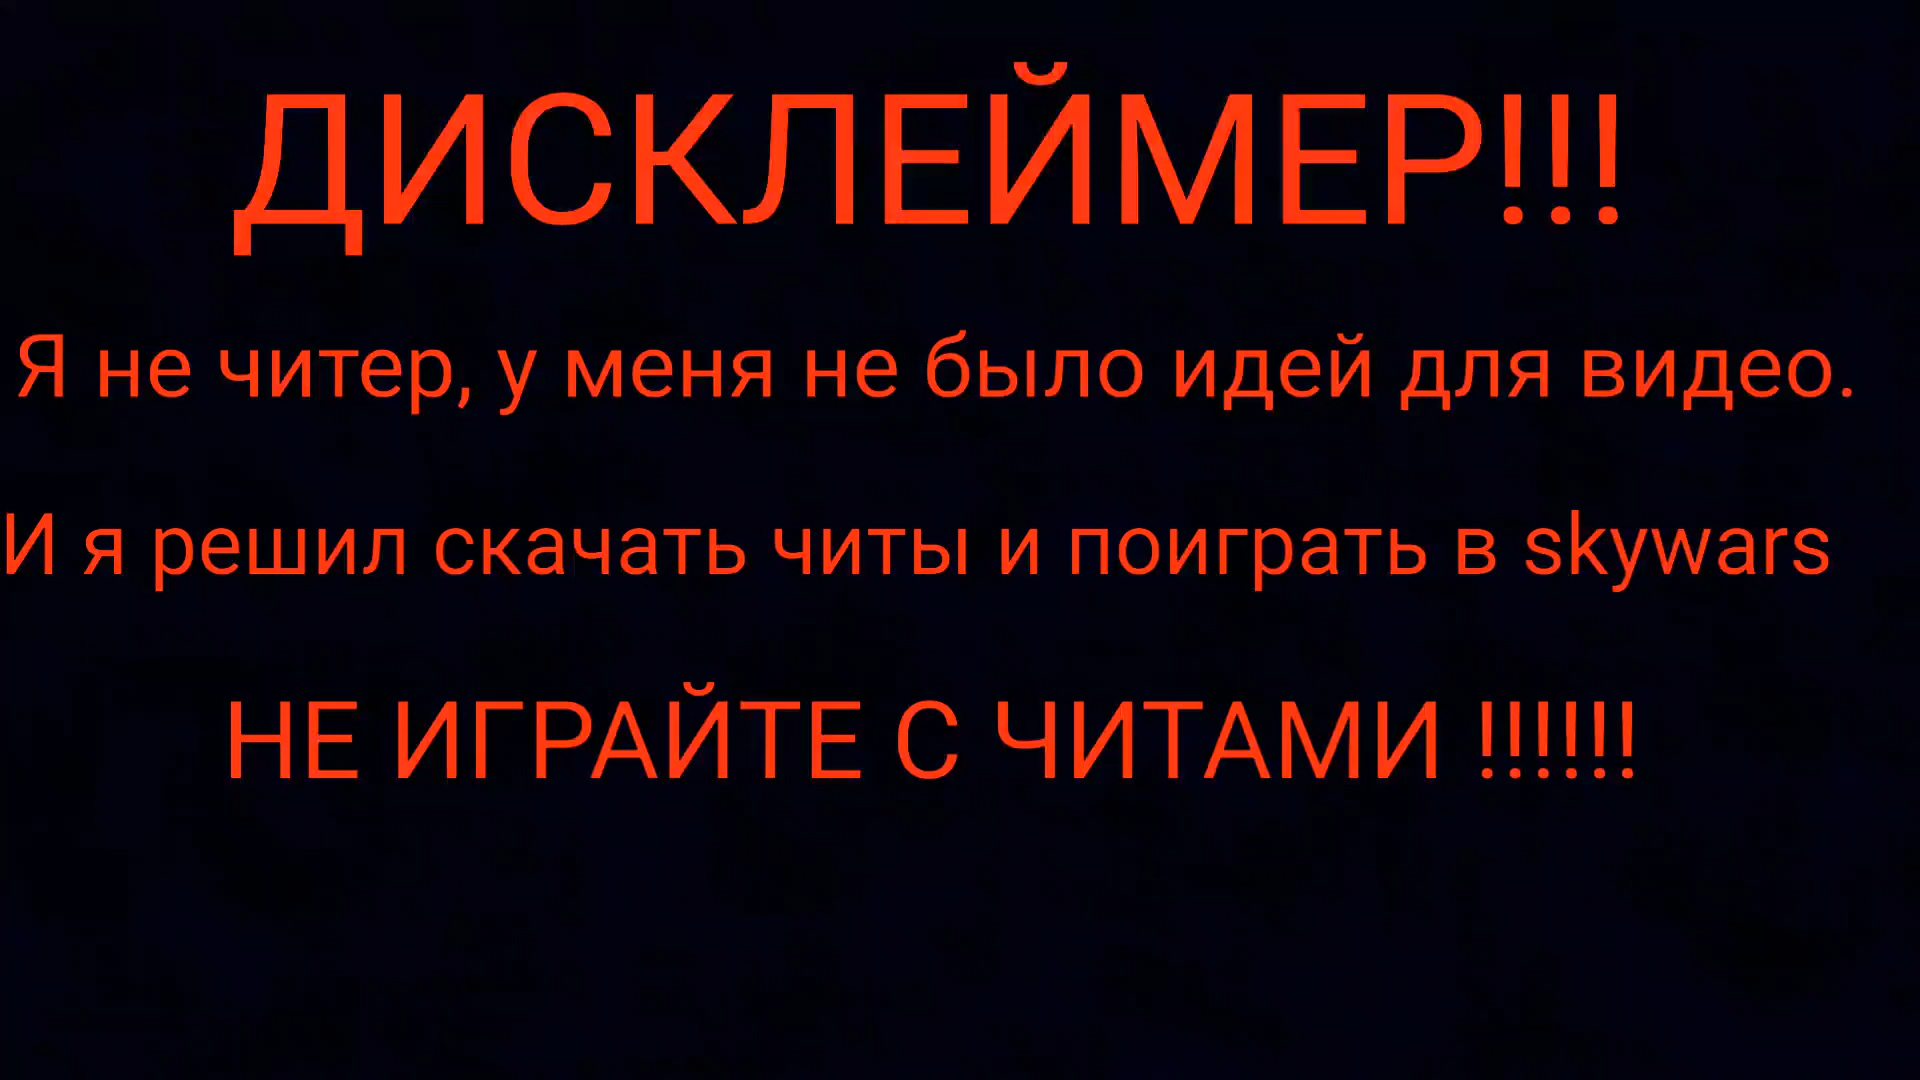 ДИСКЛЕЙМЕР!!!
Я не читер, у меня не было идей для видео.
И я решил скачать читы и поиграть в skywars
НЕ ИГРАЙТЕ С ЧИТАМИ !!!!!!